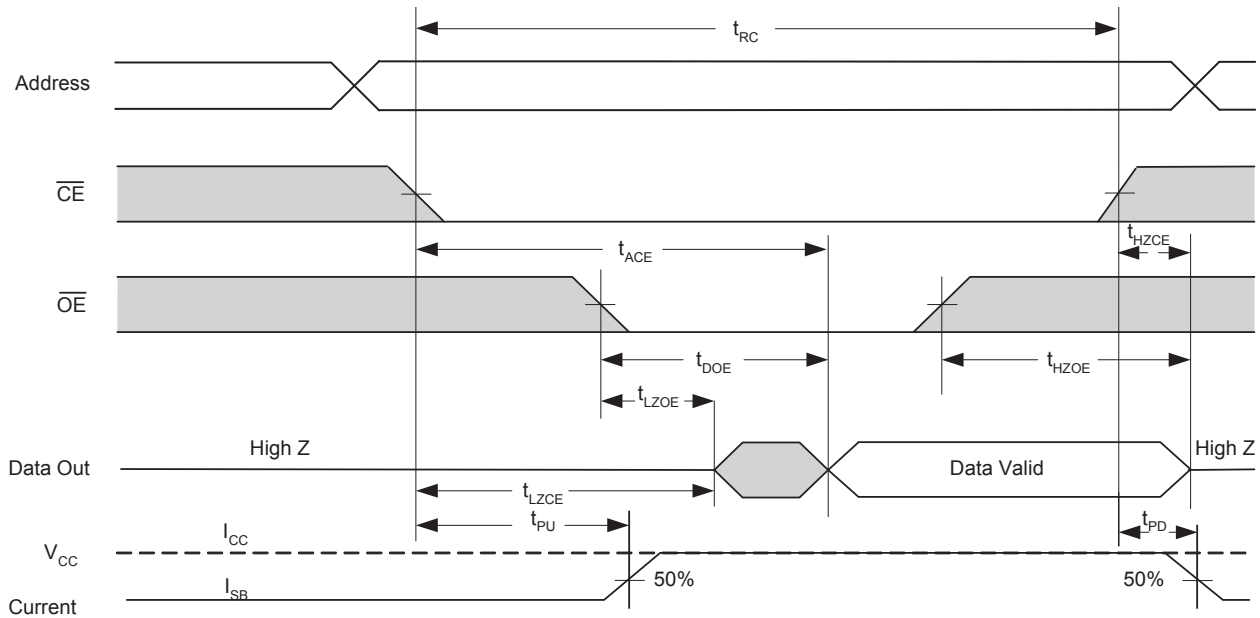 tRC
Address
CE
tHZCE
tACE
OE
tDOE
tHZOE
tLZOE
High Z
High Z
Data Out
Data Valid
tLZCE
tPU
tPD
ICC
VCC
50%
50%
ISB
Current